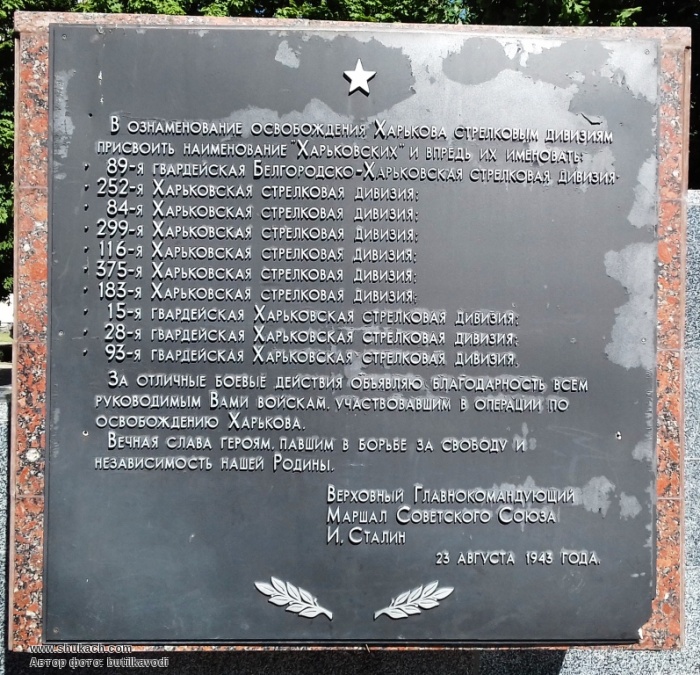 В ознаменование освобождения Харькова стрелковым дивизиям
присвоить наименование "Харьковских" и впредь их именовать:
· 89-я гвардейская Белгородско-Харьковская стрелковая дивизия;
· 252-я Харьковская стрелковая дивизия;
· 84-я Харьковская стрелковая дивизия;
· 299-я Харьковская стрелковая дивизия;
· 116-я Харьковская стрелковая дивизия;
· 375-я Харьковская стрелковая дивизия;
· 183-я Харьковская стрелковая дивизия;
· 15-я гвардейская Харьковская стрелковая дивизия;
· 28-я гвардейская Харьковская стрелковая дивизия;
· 93-я гвардейская Харьковская стрелковая дивизия.
За отличные боевые действия объявляю благодарность всем
руководимым Вами войскам, участвовавшим в операции по
освобождению Харькова.
Вечная слава героям, павшим в борьбе за свободу и
независимость нашей Родины.
Верховный Главнокомандующий
Маршал Советского Союза
И. Сталин
23 августа 1943 года.
www.shukach.com
Автор фото: butilkavodi